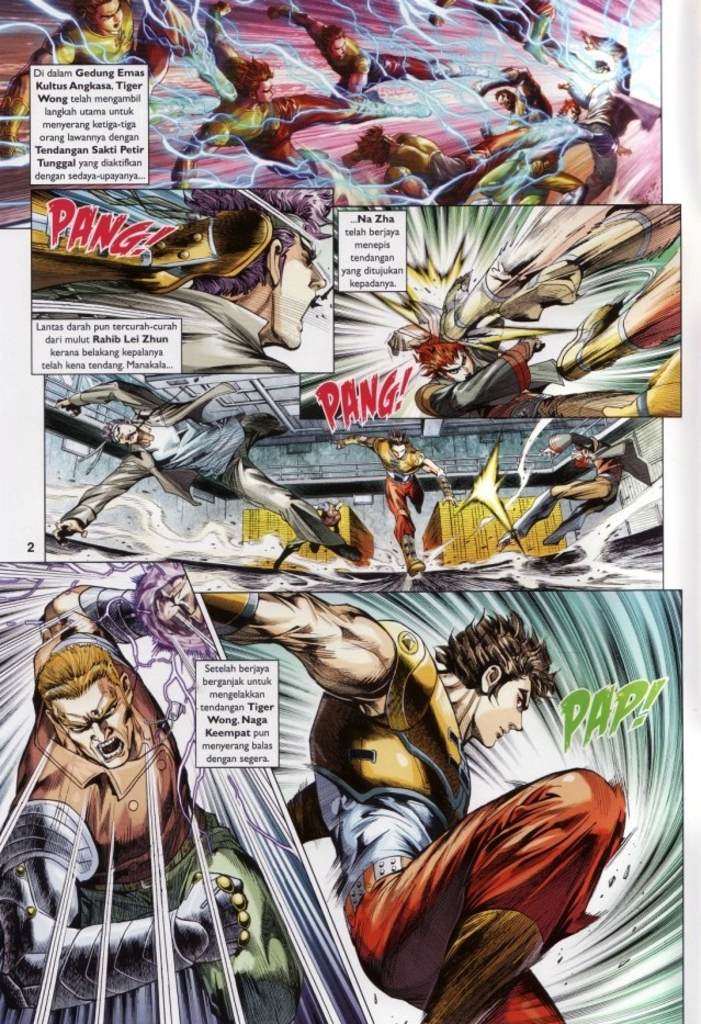 Di dalam Gedung Emas
Kultus Angkasa, Tiger
Wong telah mengambil
langkah utama untuk
menyerang ketiga-tiga
orang lawannya dengan
Tendangan Sakti Petir
Tunggal yang diaktifkan
dengan sedaya-upayanya...
PANG!!
Lantas darah pun tercurah-curah
dari mulut Rahib Lei Zhun
kerana belakang kepalanya
telah kena tendang. Manakala...
...Na Zha
telah berjaya
menepis
tendangan
yang ditujukan
kepadanya.
PANG!
2
Setelah berjaya
berganjak untuk
mengelakkan
tendangan Tiger
Wong, Naga
Keempat pun
menyerang balas
dengan segera.
PAP!